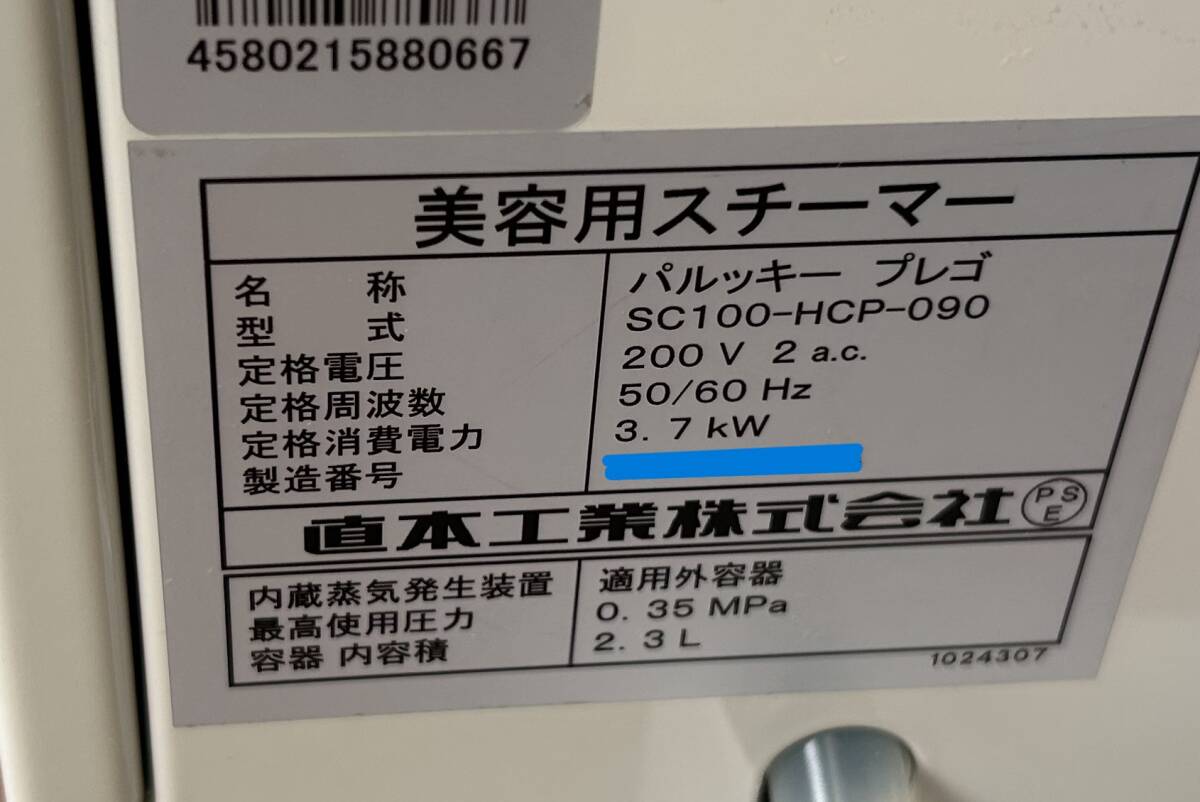 4580215880667
美容用スチーマー
名 称 パルッキー プレゴ
型 式 SC100-HCP-090
定格電圧 200 V 2 a.c.
定格周波数 50/60 Hz
定格消費電力 3. 7 kW
製造番号
直本工業株式会社 PSE
内蔵蒸気発生装置 適用外容器
最高使用圧力 0. 35 MPa
容器 内容積 2. 3 L
1024307